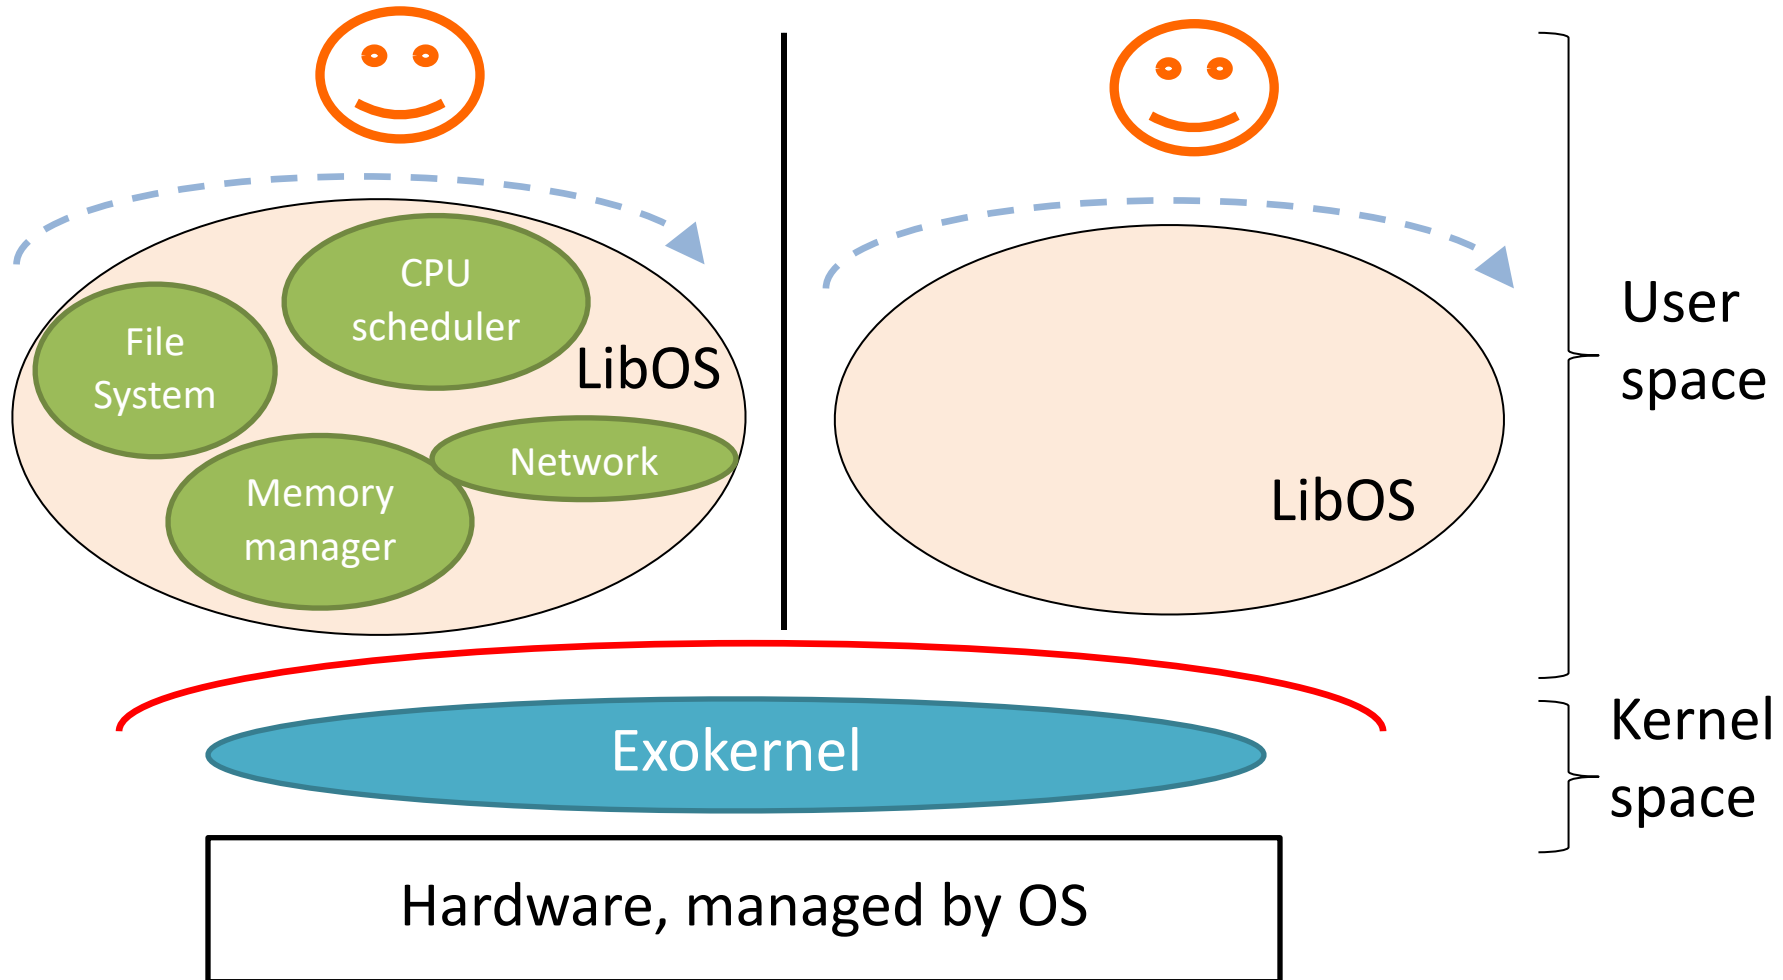 CPU
scheduler
File
System
LibOS
Network
Memory
manager
LibOS
User
space
Exokernel
Kernel
space
Hardware, managed by OS